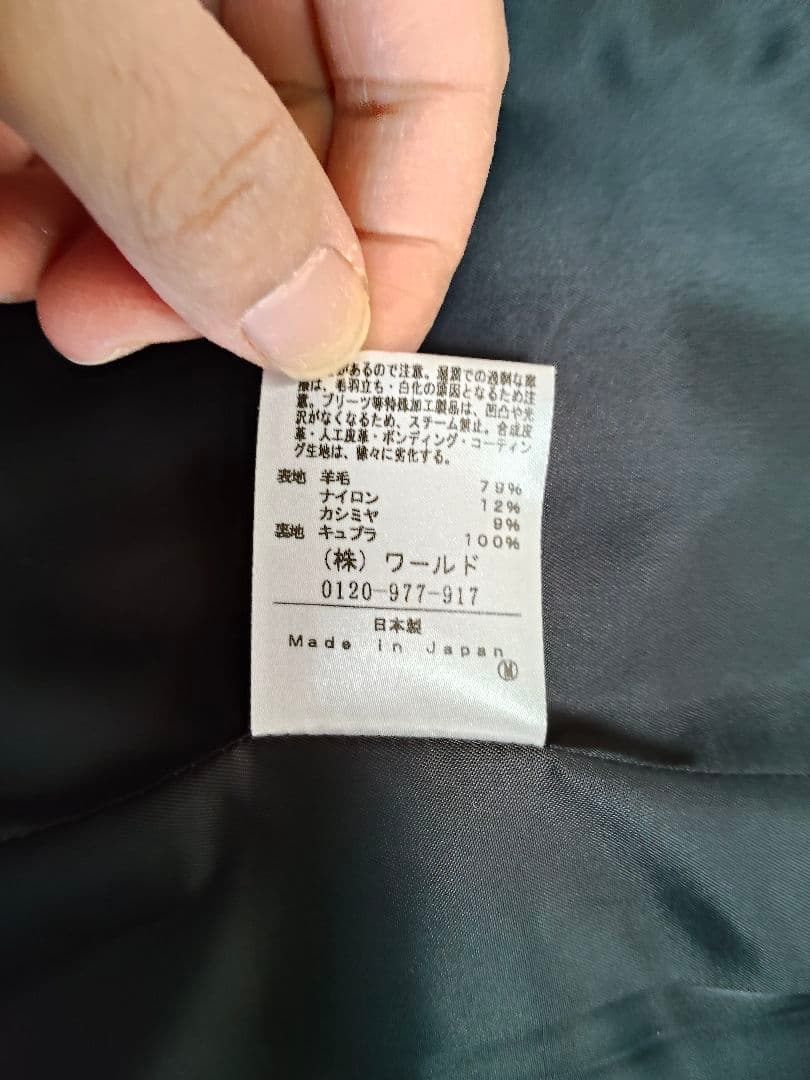 があるので注意。湿潤での過剰な摩
擦は、毛羽立ち・白化の原因となるため注
意。プリーツ等特殊加工製品は、凹凸や光
沢がなくなるため、スチーム禁止。合成皮
革・人工皮革・ボンディング・コーティン
グ生地は、徐々に劣化する。
表地 羊毛 79%
ナイロン 12%
カシミヤ 9%
裏地 キュプラ 100%
(株) ワールド
0120-977-917
日本製
Made in Japan
M